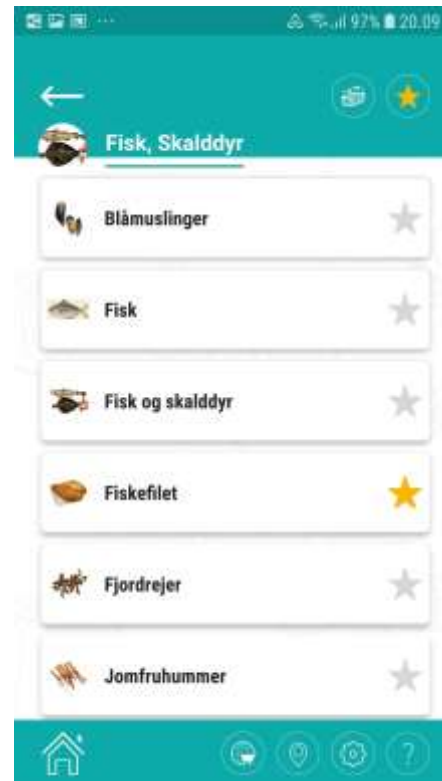 97% 20.09
Fisk, Skalddyr
Blåmuslinger
Fisk
Fisk og skalddyr
Fiskefilet
Fjordrejer
Jomfruhummer
?